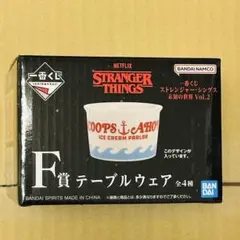 一番くじ
NETFLIX
STRANGER THINGS
BANDAI NAMCO
一番くじ
ストレンジャー・シングス
未知の世界 Vol.2
SCOOPS AHOY
ICE CREAM PARLOR
このデザインが
入っています。
F賞 テーブルウェア 全4種
BANDAI SPIRITS MADE IN CHINA
BANDAI